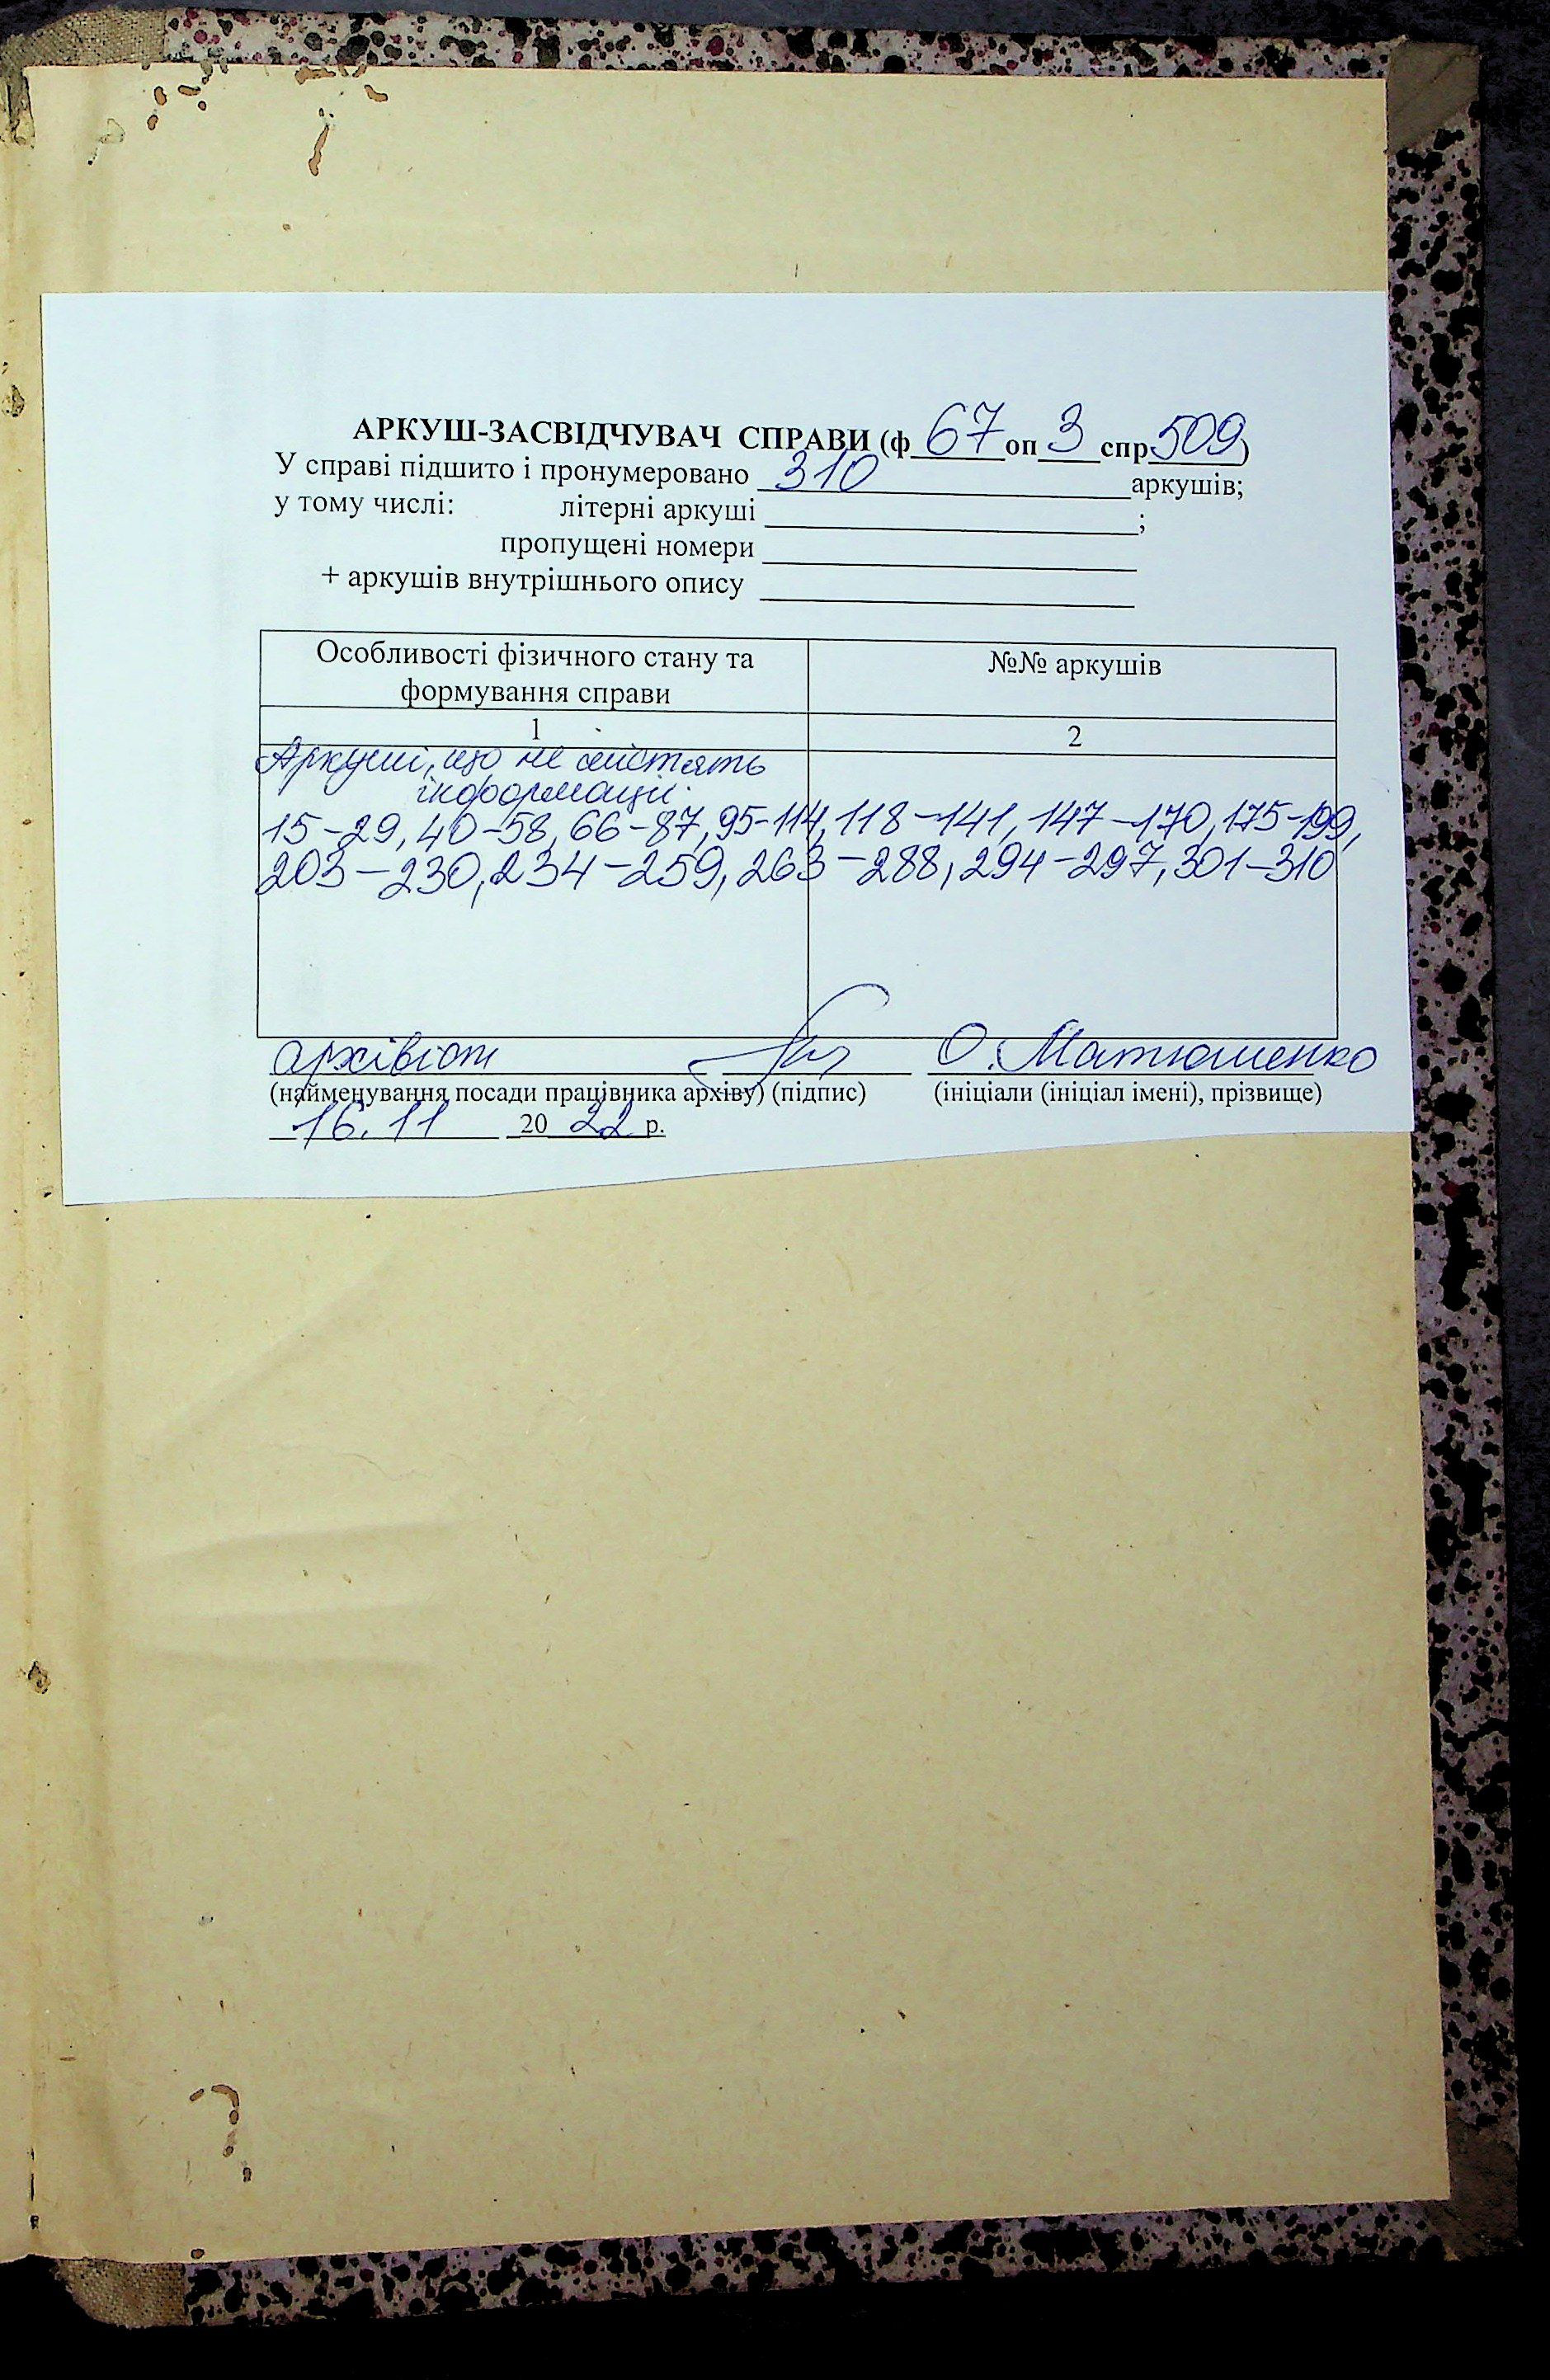 АРКУШ-ЗАСВІДЧУВАЧ СПРАВИ (ф 67 оп 3 спр 509)
У справі підшито і пронумеровано 310 аркушів;
у тому числі: літерні аркуші ;
пропущені номери
+ аркушів внутрішнього опису
Особливості фізичного стану та формування справи
№№ аркушів
1 2
Аркуші, що не містять
інформації.
15-29, 40-58, 66-87, 95-114, 118-141, 147-170, 175-199,
203-230, 234-259, 263-288, 294-297, 301-310
архівіст О. Матюшенко
(найменування посади працівника архіву) (підпис) (ініціали (ініціал імені), прізвище)
16.11 20 22 р.